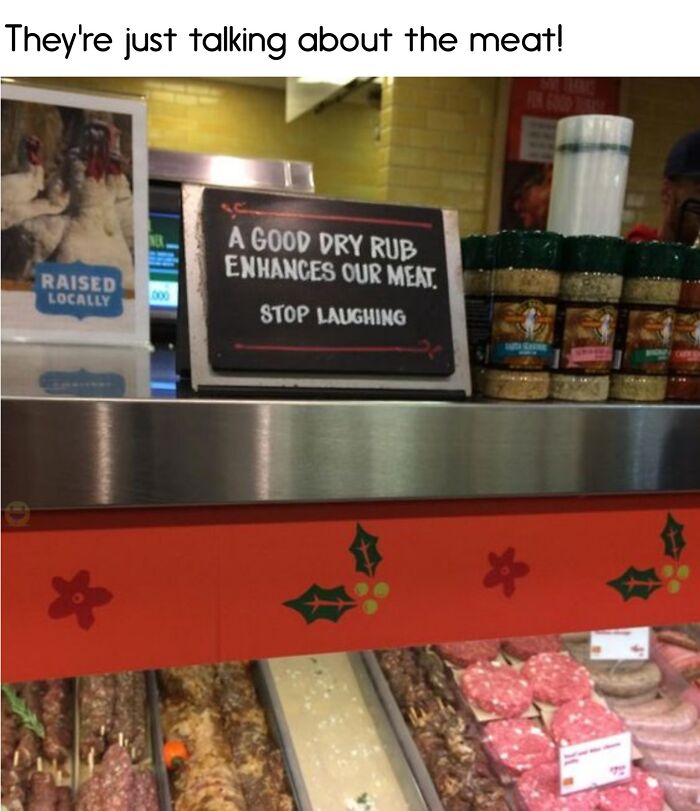 They're just talking about the meat!
RAISED
LOCALLY
A GOOD DRY RUB
ENHANCES OUR MEAT.
STOP LAUGHING